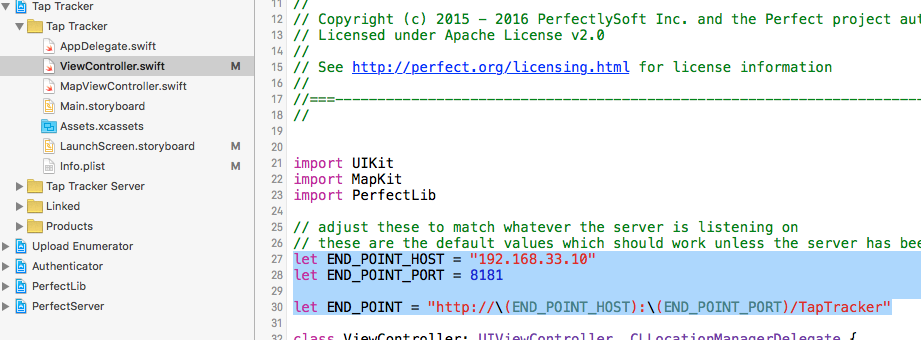 Tap Tracker
Tap Tracker
AppDelegate.swift
ViewController.swift M
MapViewController.swift
Main.storyboard
Assets.xcassets
LaunchScreen.storyboard M
Info.plist M
Tap Tracker Server
Linked
Products
Upload Enumerator
Authenticator
PerfectLib
PerfectServer
11 //
12 // Copyright (c) 2015 - 2016 PerfectlySoft Inc. and the Perfect project aut
13 // Licensed under Apache License v2.0
14 //
15 // See http://perfect.org/licensing.html for license information
16 //
17 //===----------------------------------------------------------------------
18 //
19
20
21 import UIKit
22 import MapKit
23 import PerfectLib
24
25 // adjust these to match whatever the server is listening on
26 // these are the default values which should work unless the server has bee
27 let END_POINT_HOST = "192.168.33.10"
28 let END_POINT_PORT = 8181
29
30 let END_POINT = "http://\(END_POINT_HOST):\(END_POINT_PORT)/TapTracker"
31
32 class ViewController: UIViewController, CLLocationManagerDelegate {